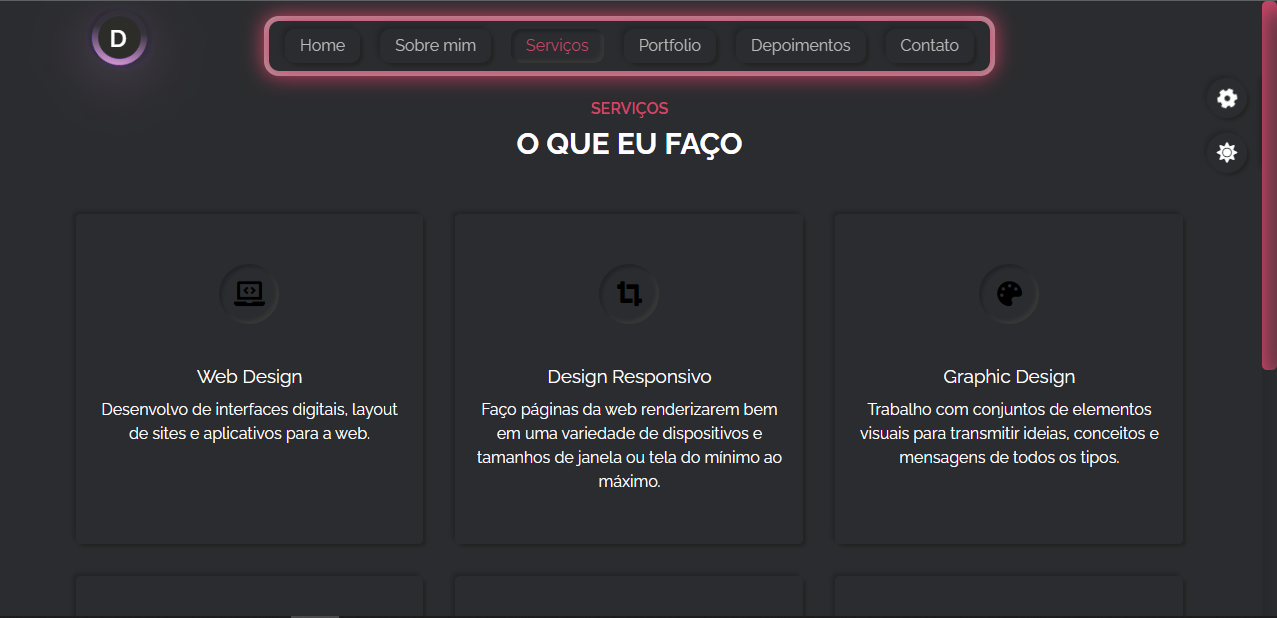 D
Home
Sobre mim
Serviços
Portfolio
Depoimentos
Contato
SERVIÇOS
O QUE EU FAÇO
Web Design
Desenvolvo de interfaces digitais, layout
de sites e aplicativos para a web.
Design Responsivo
Faço páginas da web renderizarem bem
em uma variedade de dispositivos e
tamanhos de janela ou tela do mínimo ao
máximo.
Graphic Design
Trabalho com conjuntos de elementos
visuais para transmitir ideias, conceitos e
mensagens de todos os tipos.